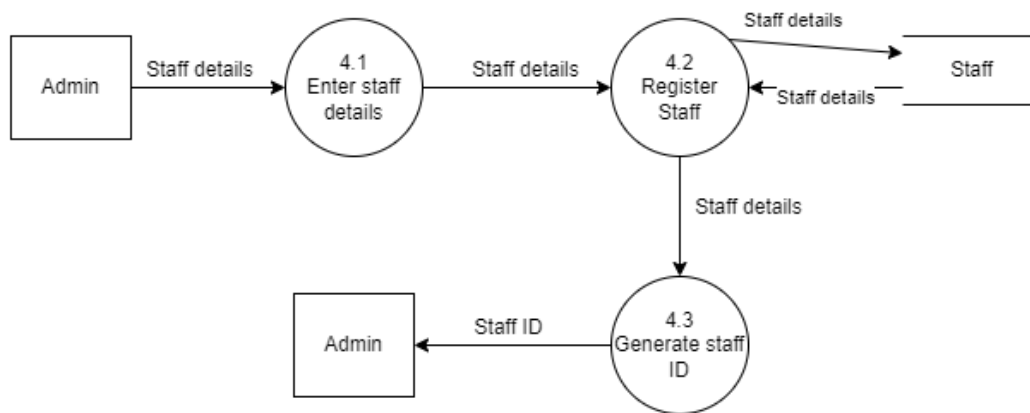 Staff details
4.1
Enter staff
details
4.2
Register
Staff
Admin
Staff details
Staff details
Staff
Staff details
Staff details
4.3
Generate staff
ID
Staff ID
Admin